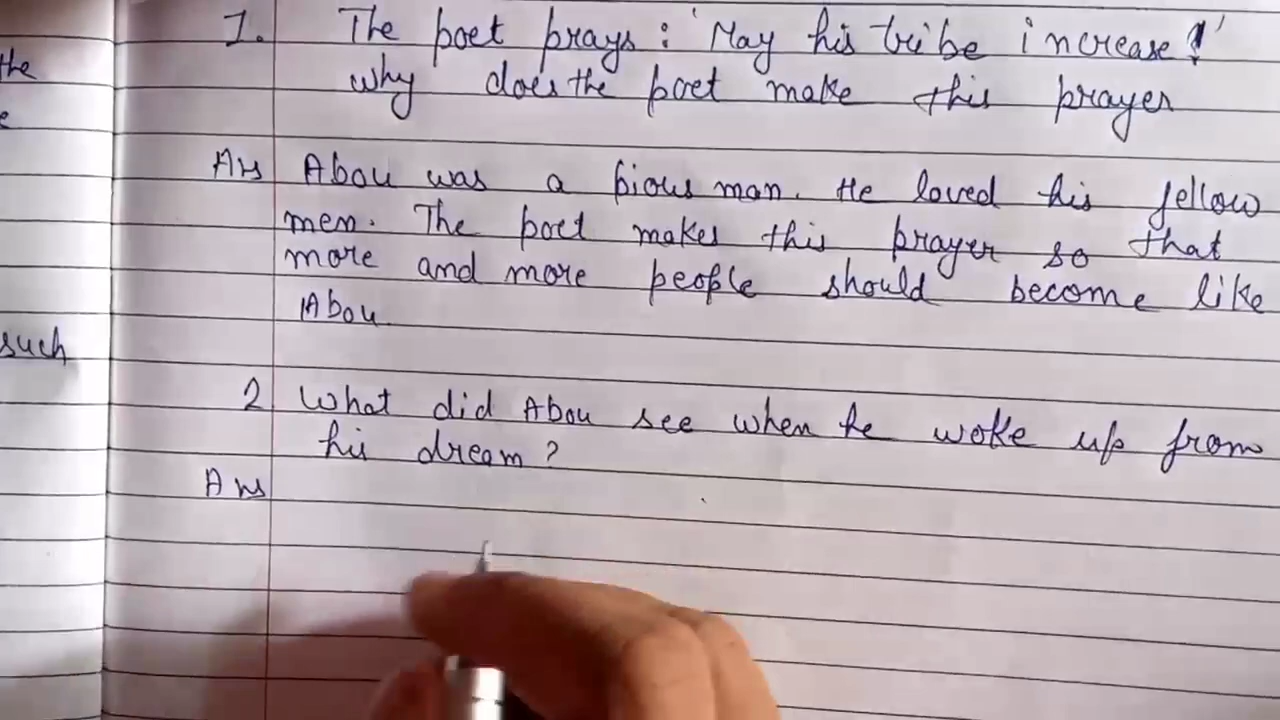 the
e
such
1. The poet prays : 'May his tribe increase!'
why does the poet make this prayer
Ans Abou was a pious man. He loved his fellow
men. The poet makes this prayer so that
more and more people should become like
Abou
2 What did Abou see when he woke up from
his dream?
Ans